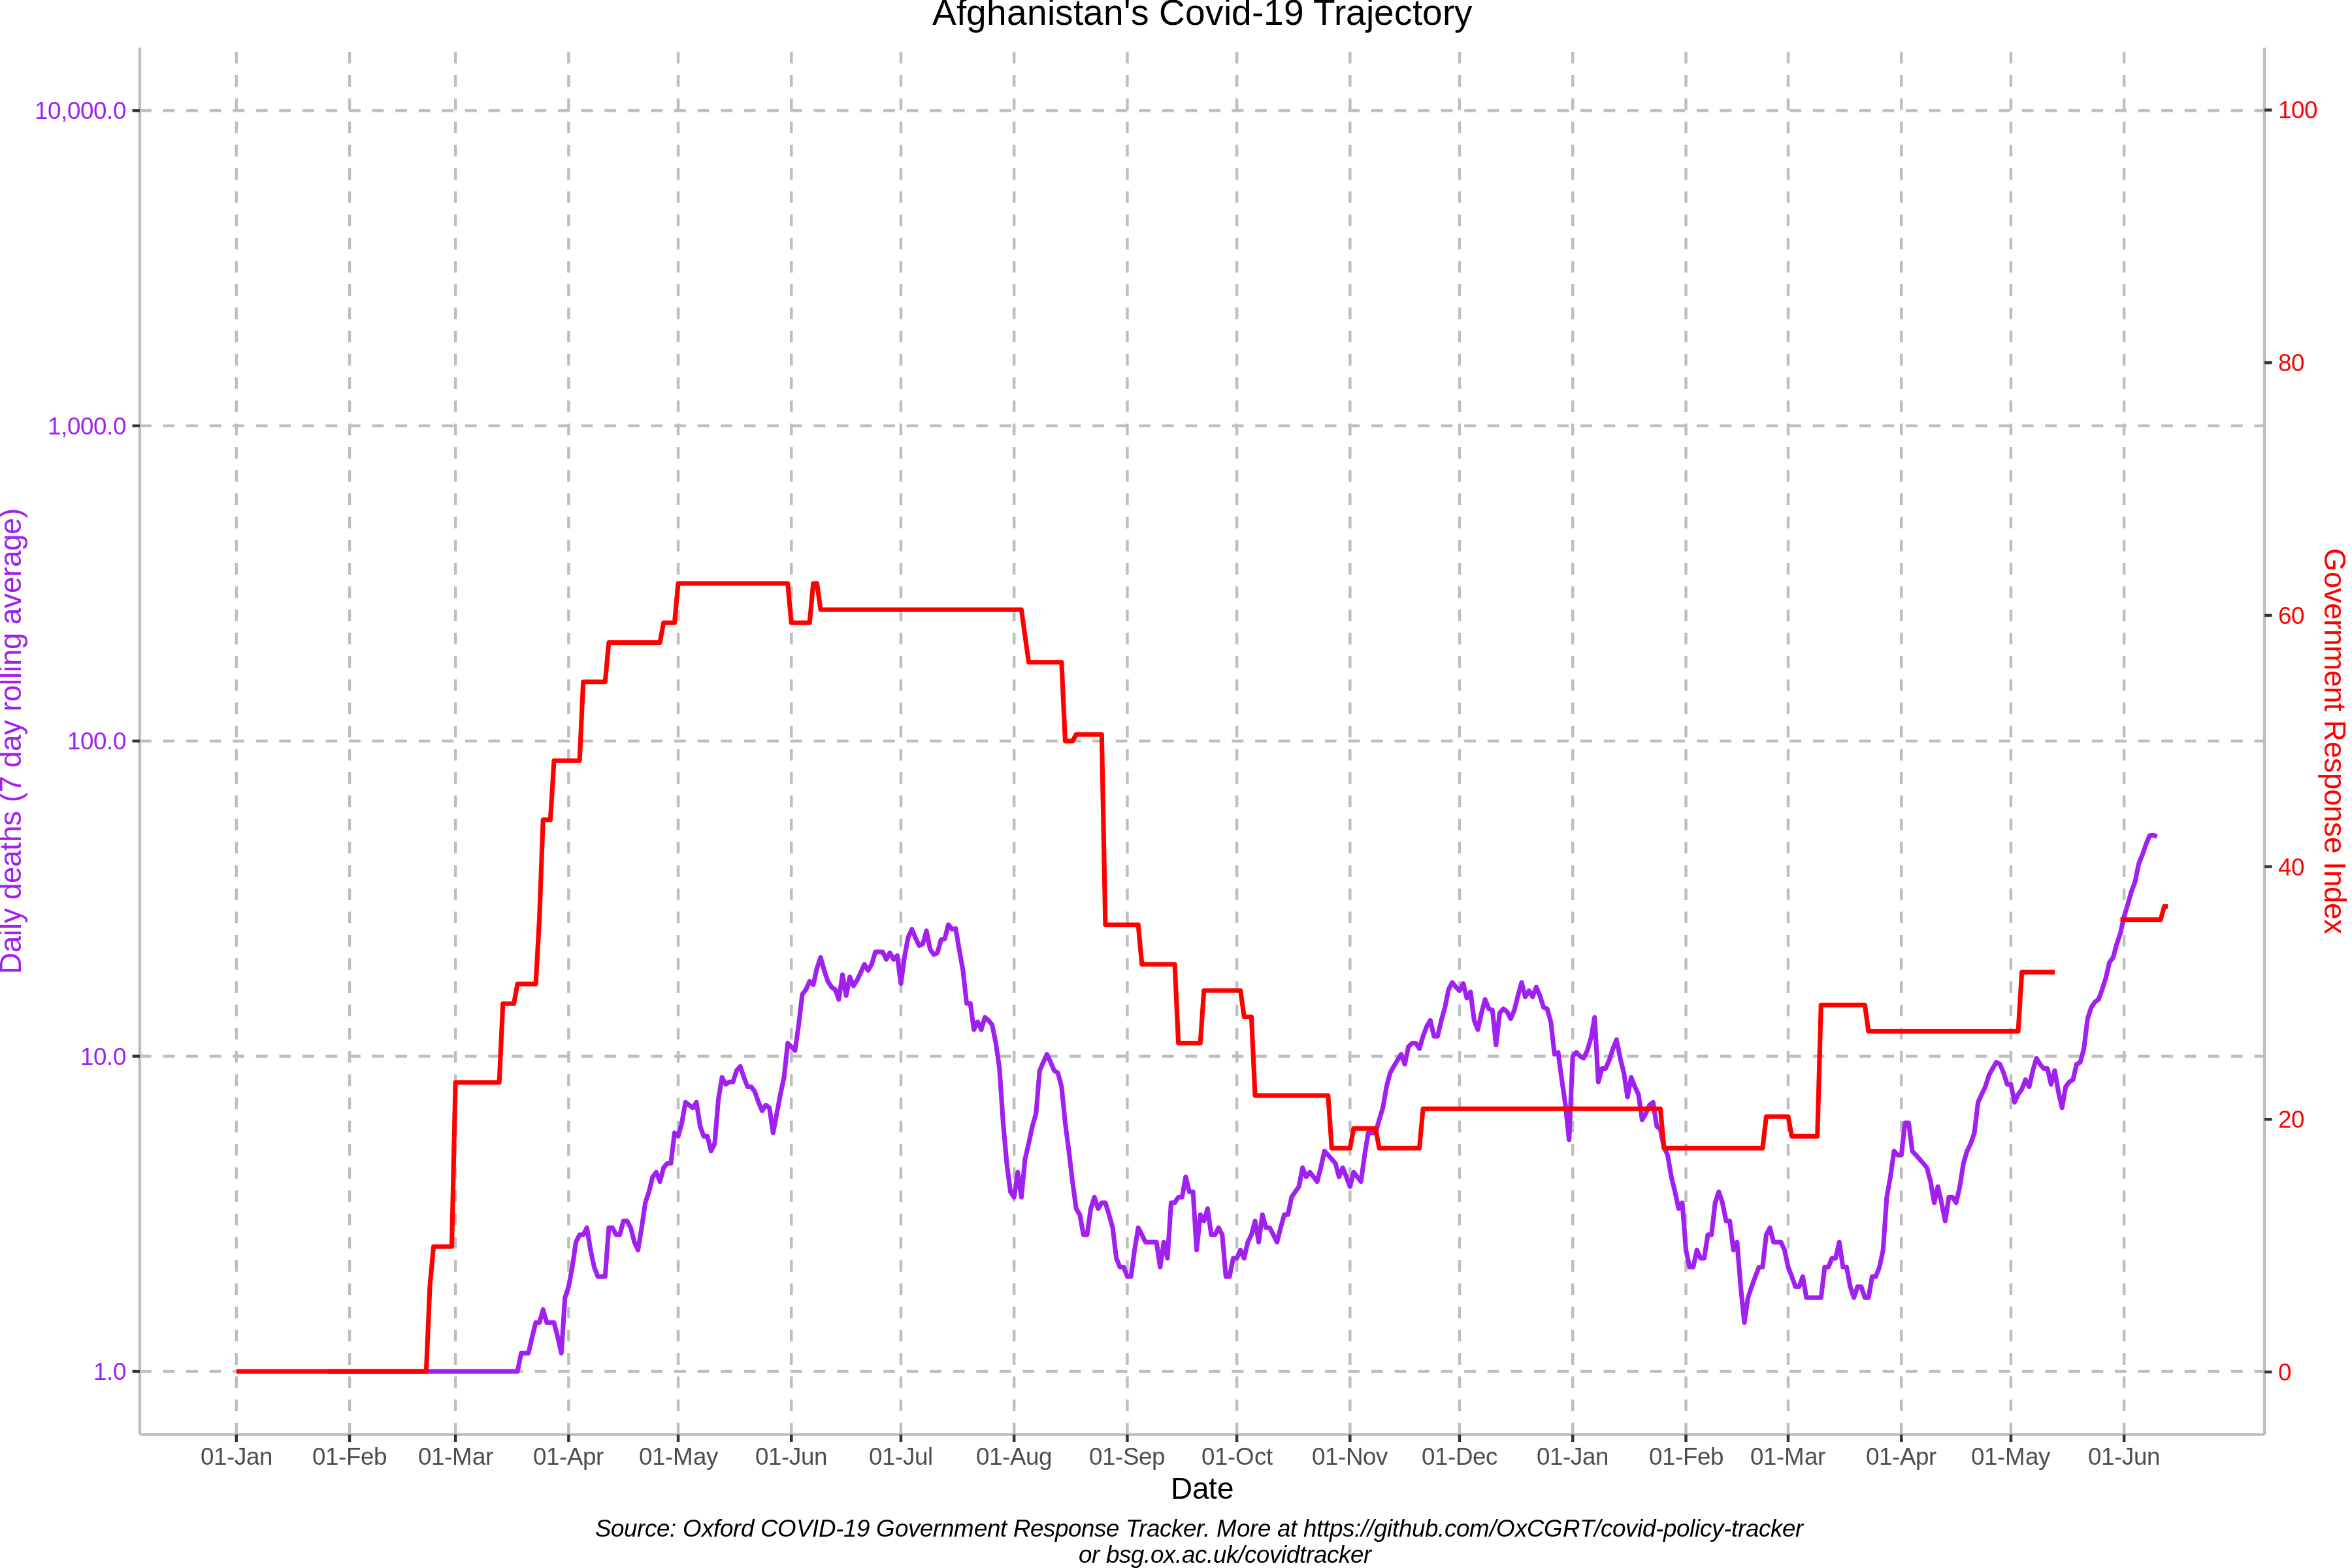 Afghanistan's Covid-19 Trajectory
10,000.0
1,000.0
100.0
10.0
1.0
Daily deaths (7 day rolling average)
100
80
60
40
20
0
Government Response Index
01-Jan 01-Feb 01-Mar 01-Apr 01-May 01-Jun 01-Jul 01-Aug 01-Sep 01-Oct 01-Nov 01-Dec 01-Jan 01-Feb 01-Mar 01-Apr 01-May 01-Jun
Date
Source: Oxford COVID-19 Government Response Tracker. More at https://github.com/OxCGRT/covid-policy-tracker
or bsg.ox.ac.uk/covidtracker